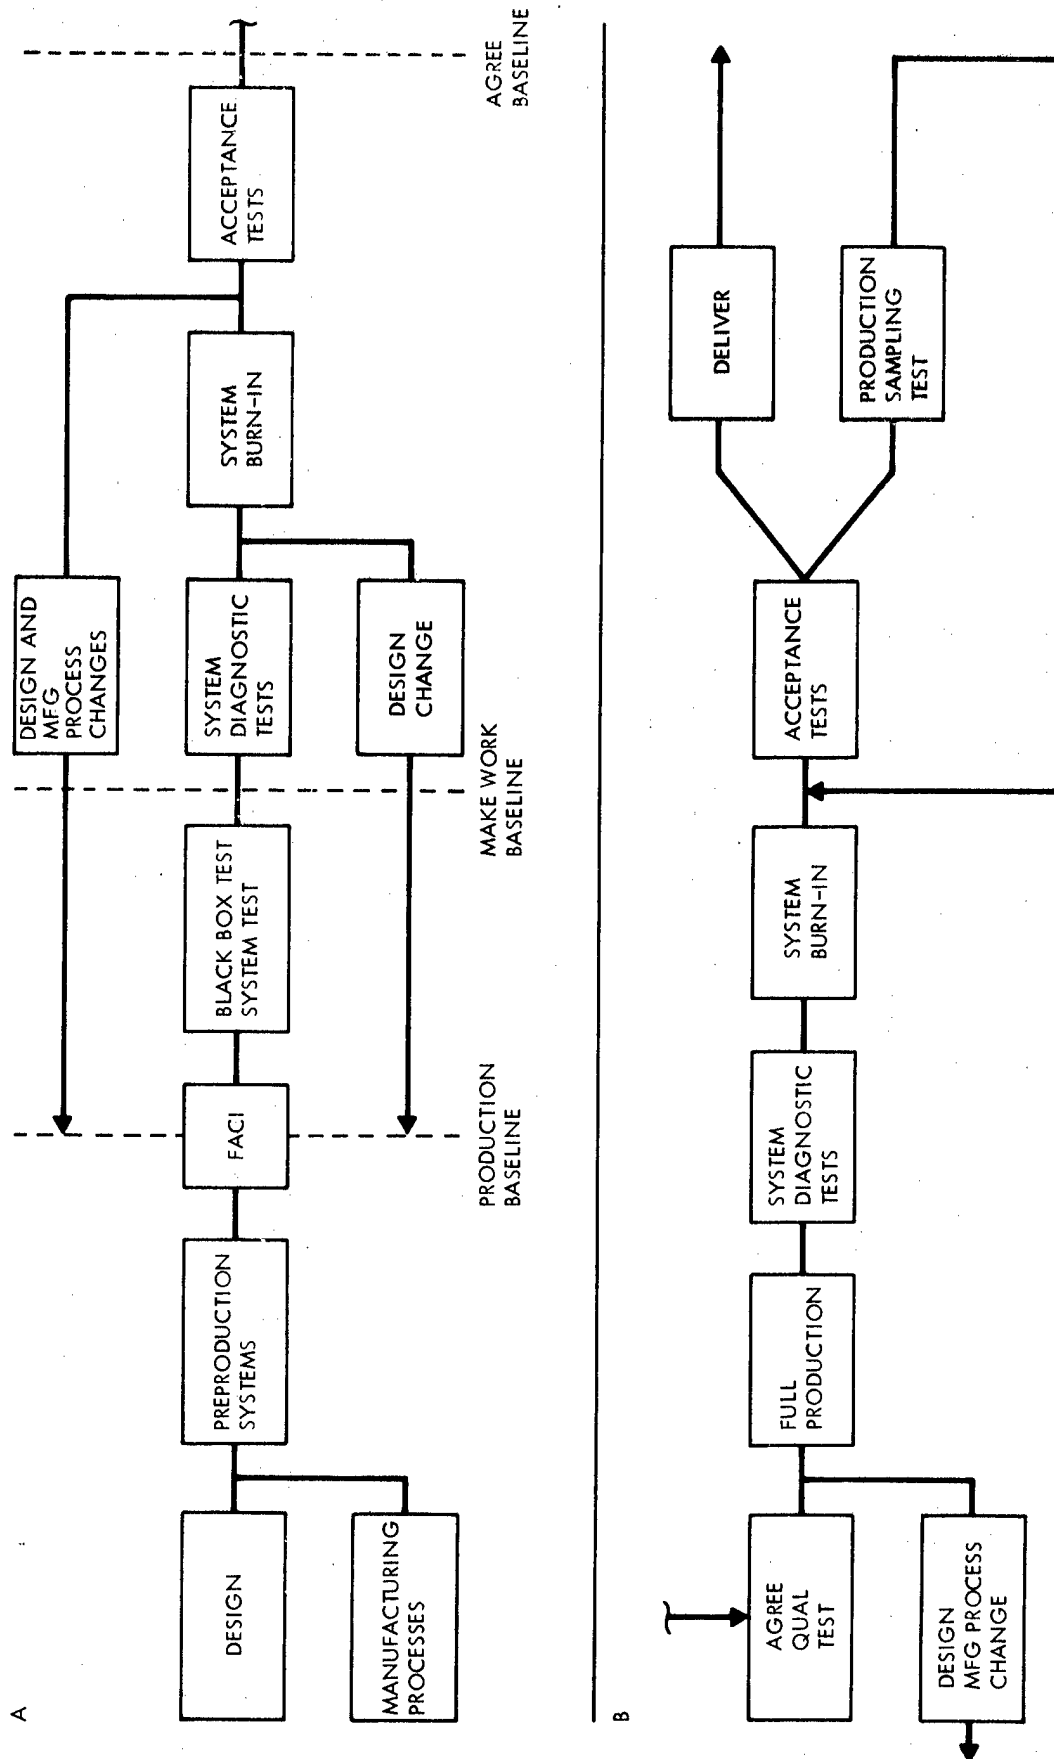 A
DESIGN
MANUFACTURING
PROCESSES
PREPRODUCTION
SYSTEMS
FACI
PRODUCTION
BASELINE
BLACK BOX TEST
SYSTEM TEST
MAKE WORK
BASELINE
DESIGN AND
MFG
PROCESS
CHANGES
SYSTEM
DIAGNOSTIC
TESTS
DESIGN
CHANGE
SYSTEM
BURN-IN
ACCEPTANCE
TESTS
AGREE
BASELINE
B
AGREE
QUAL
TEST
DESIGN
MFG PROCESS
CHANGE
FULL
PRODUCTION
SYSTEM
DIAGNOSTIC
TESTS
SYSTEM
BURN-IN
ACCEPTANCE
TESTS
DELIVER
PRODUCTION
SAMPLING
TEST